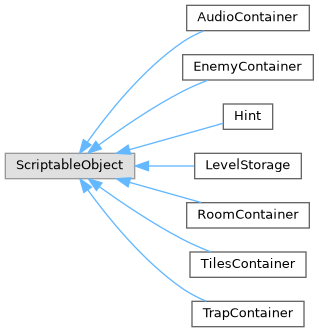 AudioContainer
EnemyContainer
Hint
ScriptableObject
LevelStorage
RoomContainer
TilesContainer
TrapContainer